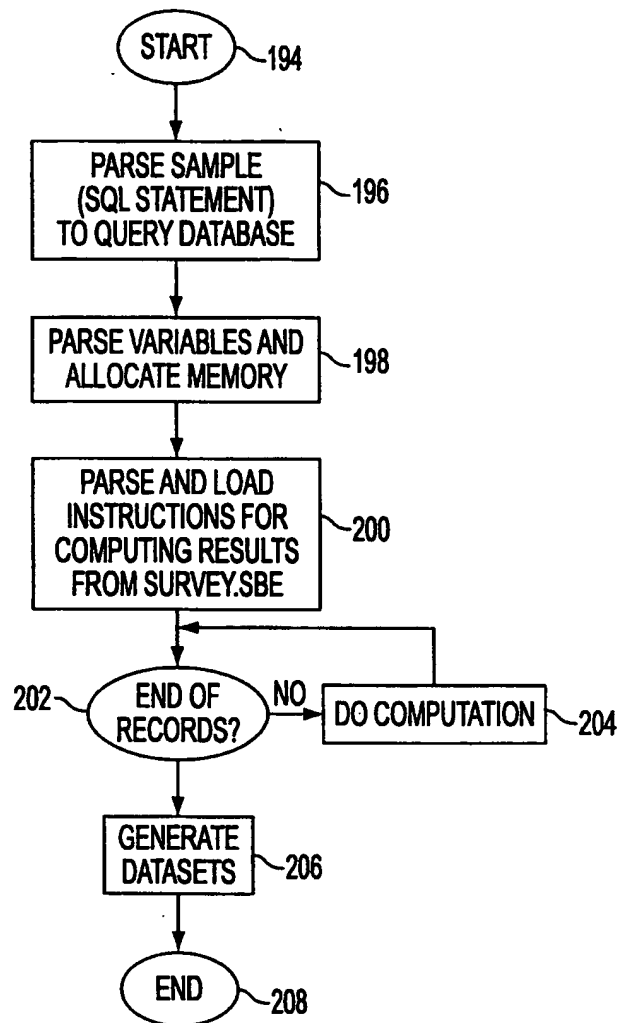 START
194
PARSE SAMPLE
(SQL STATEMENT)
TO QUERY DATABASE
196
PARSE VARIABLES AND
ALLOCATE MEMORY
198
PARSE AND LOAD
INSTRUCTIONS FOR
COMPUTING RESULTS
FROM SURVEY.SBE
200
202
END OF
RECORDS?
NO
DO COMPUTATION
204
GENERATE
DATASETS
206
END
208